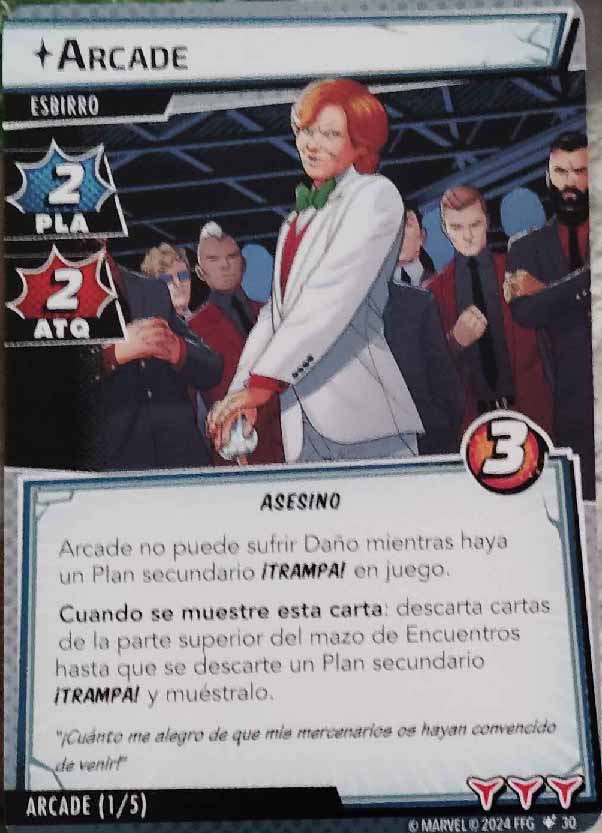 ARCADE
ESBIRRO
2
PLA
2
ATQ
3
ASESINO
Arcade no puede sufrir Daño mientras haya
un Plan secundario ¡TRAMPA! en juego.
Cuando se muestre esta carta: descarta cartas
de la parte superior del mazo de Encuentros
hasta que se descarte un Plan secundario
¡TRAMPA! y muéstralo.
"¡Cuánto me alegro de que mis mercenarios os hayan convencido
de venir!"
ARCADE (1/5)
© MARVEL © 2024 FFG 30